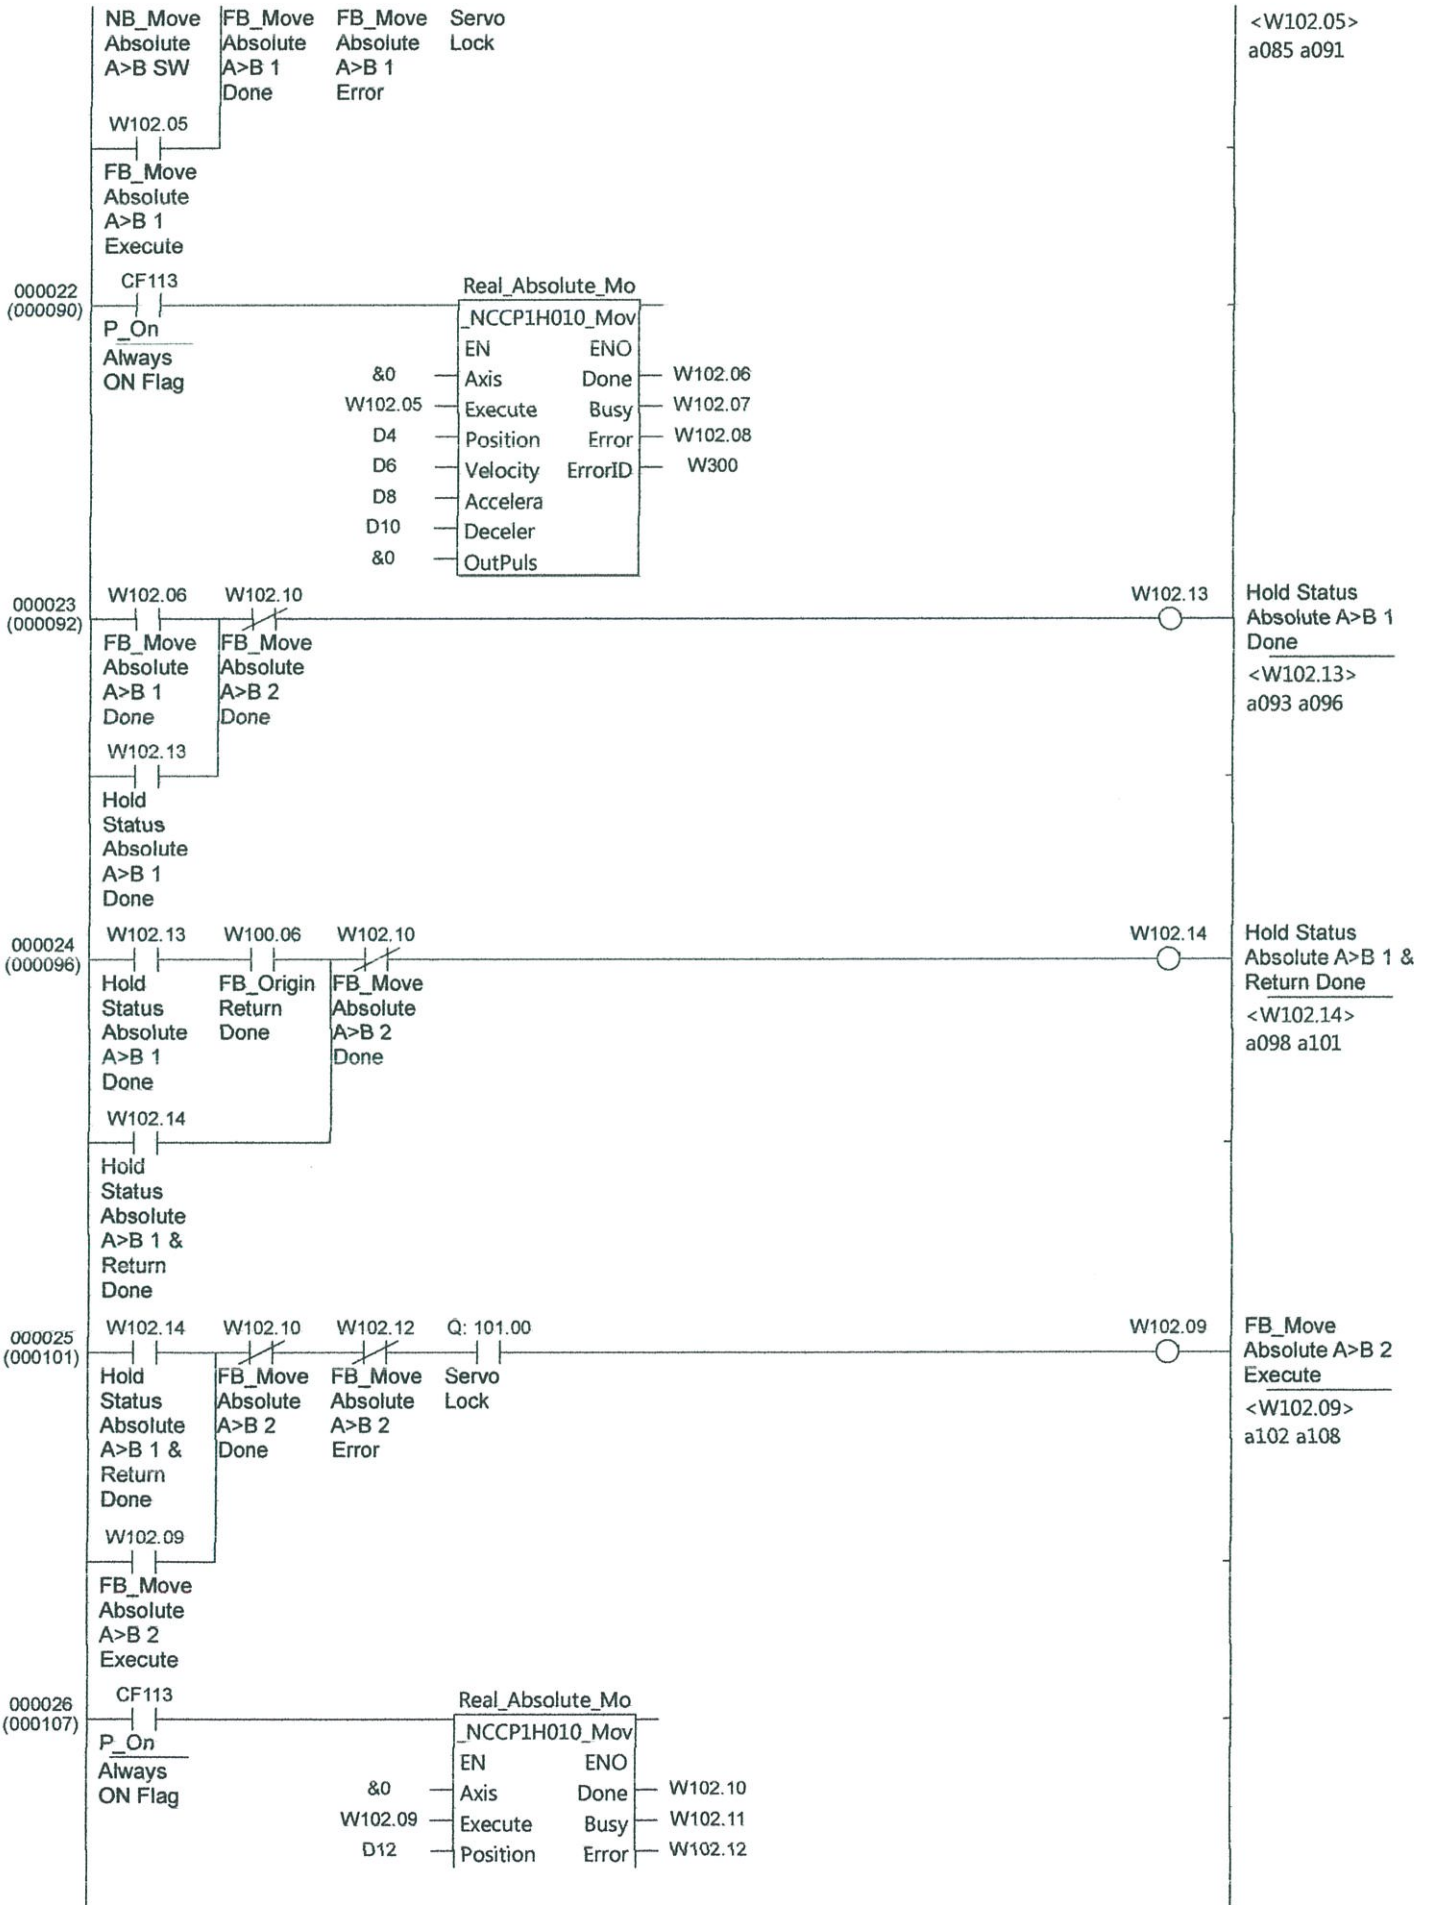 NB_Move FB_Move FB_Move Servo <W102.05>
Absolute Absolute Absolute Lock a085 a091
A>B SW A>B 1 A>B 1
Done Error
W102.05
FB_Move
Absolute
A>B 1
Execute
000022 CF113 Real_Absolute_Mo
(000090) _NCCP1H010_Mov
P_On EN ENO
Always &0 Axis Done W102.06
ON Flag W102.05 Execute Busy W102.07
D4 Position Error W102.08
D6 Velocity ErrorID W300
D8 Accelera
D10 Deceler
&0 OutPuls
000023 W102.06 W102.10 W102.13 Hold Status
(000092) Absolute A>B 1
FB_Move FB_Move Done
Absolute Absolute <W102.13>
A>B 1 A>B 2 a093 a096
Done Done
W102.13
Hold
Status
Absolute
A>B 1
Done
000024 W102.13 W100.06 W102.10 W102.14 Hold Status
(000096) Absolute A>B 1 &
Hold FB_Origin FB_Move Return Done
Status Return Absolute <W102.14>
Absolute Done A>B 2 a098 a101
A>B 1 Done
Done
W102.14
Hold
Status
Absolute
A>B 1 &
Return
Done
000025 W102.14 W102.10 W102.12 Q: 101.00 W102.09 FB_Move
(000101) Absolute A>B 2
Hold FB_Move FB_Move Servo Execute
Status Absolute Absolute Lock <W102.09>
Absolute A>B 2 A>B 2 a102 a108
A>B 1 & Done Error
Return
Done
W102.09
FB_Move
Absolute
A>B 2
Execute
000026 CF113 Real_Absolute_Mo
(000107) _NCCP1H010_Mov
P_On EN ENO
Always &0 Axis Done W102.10
ON Flag W102.09 Execute Busy W102.11
D12 Position Error W102.12